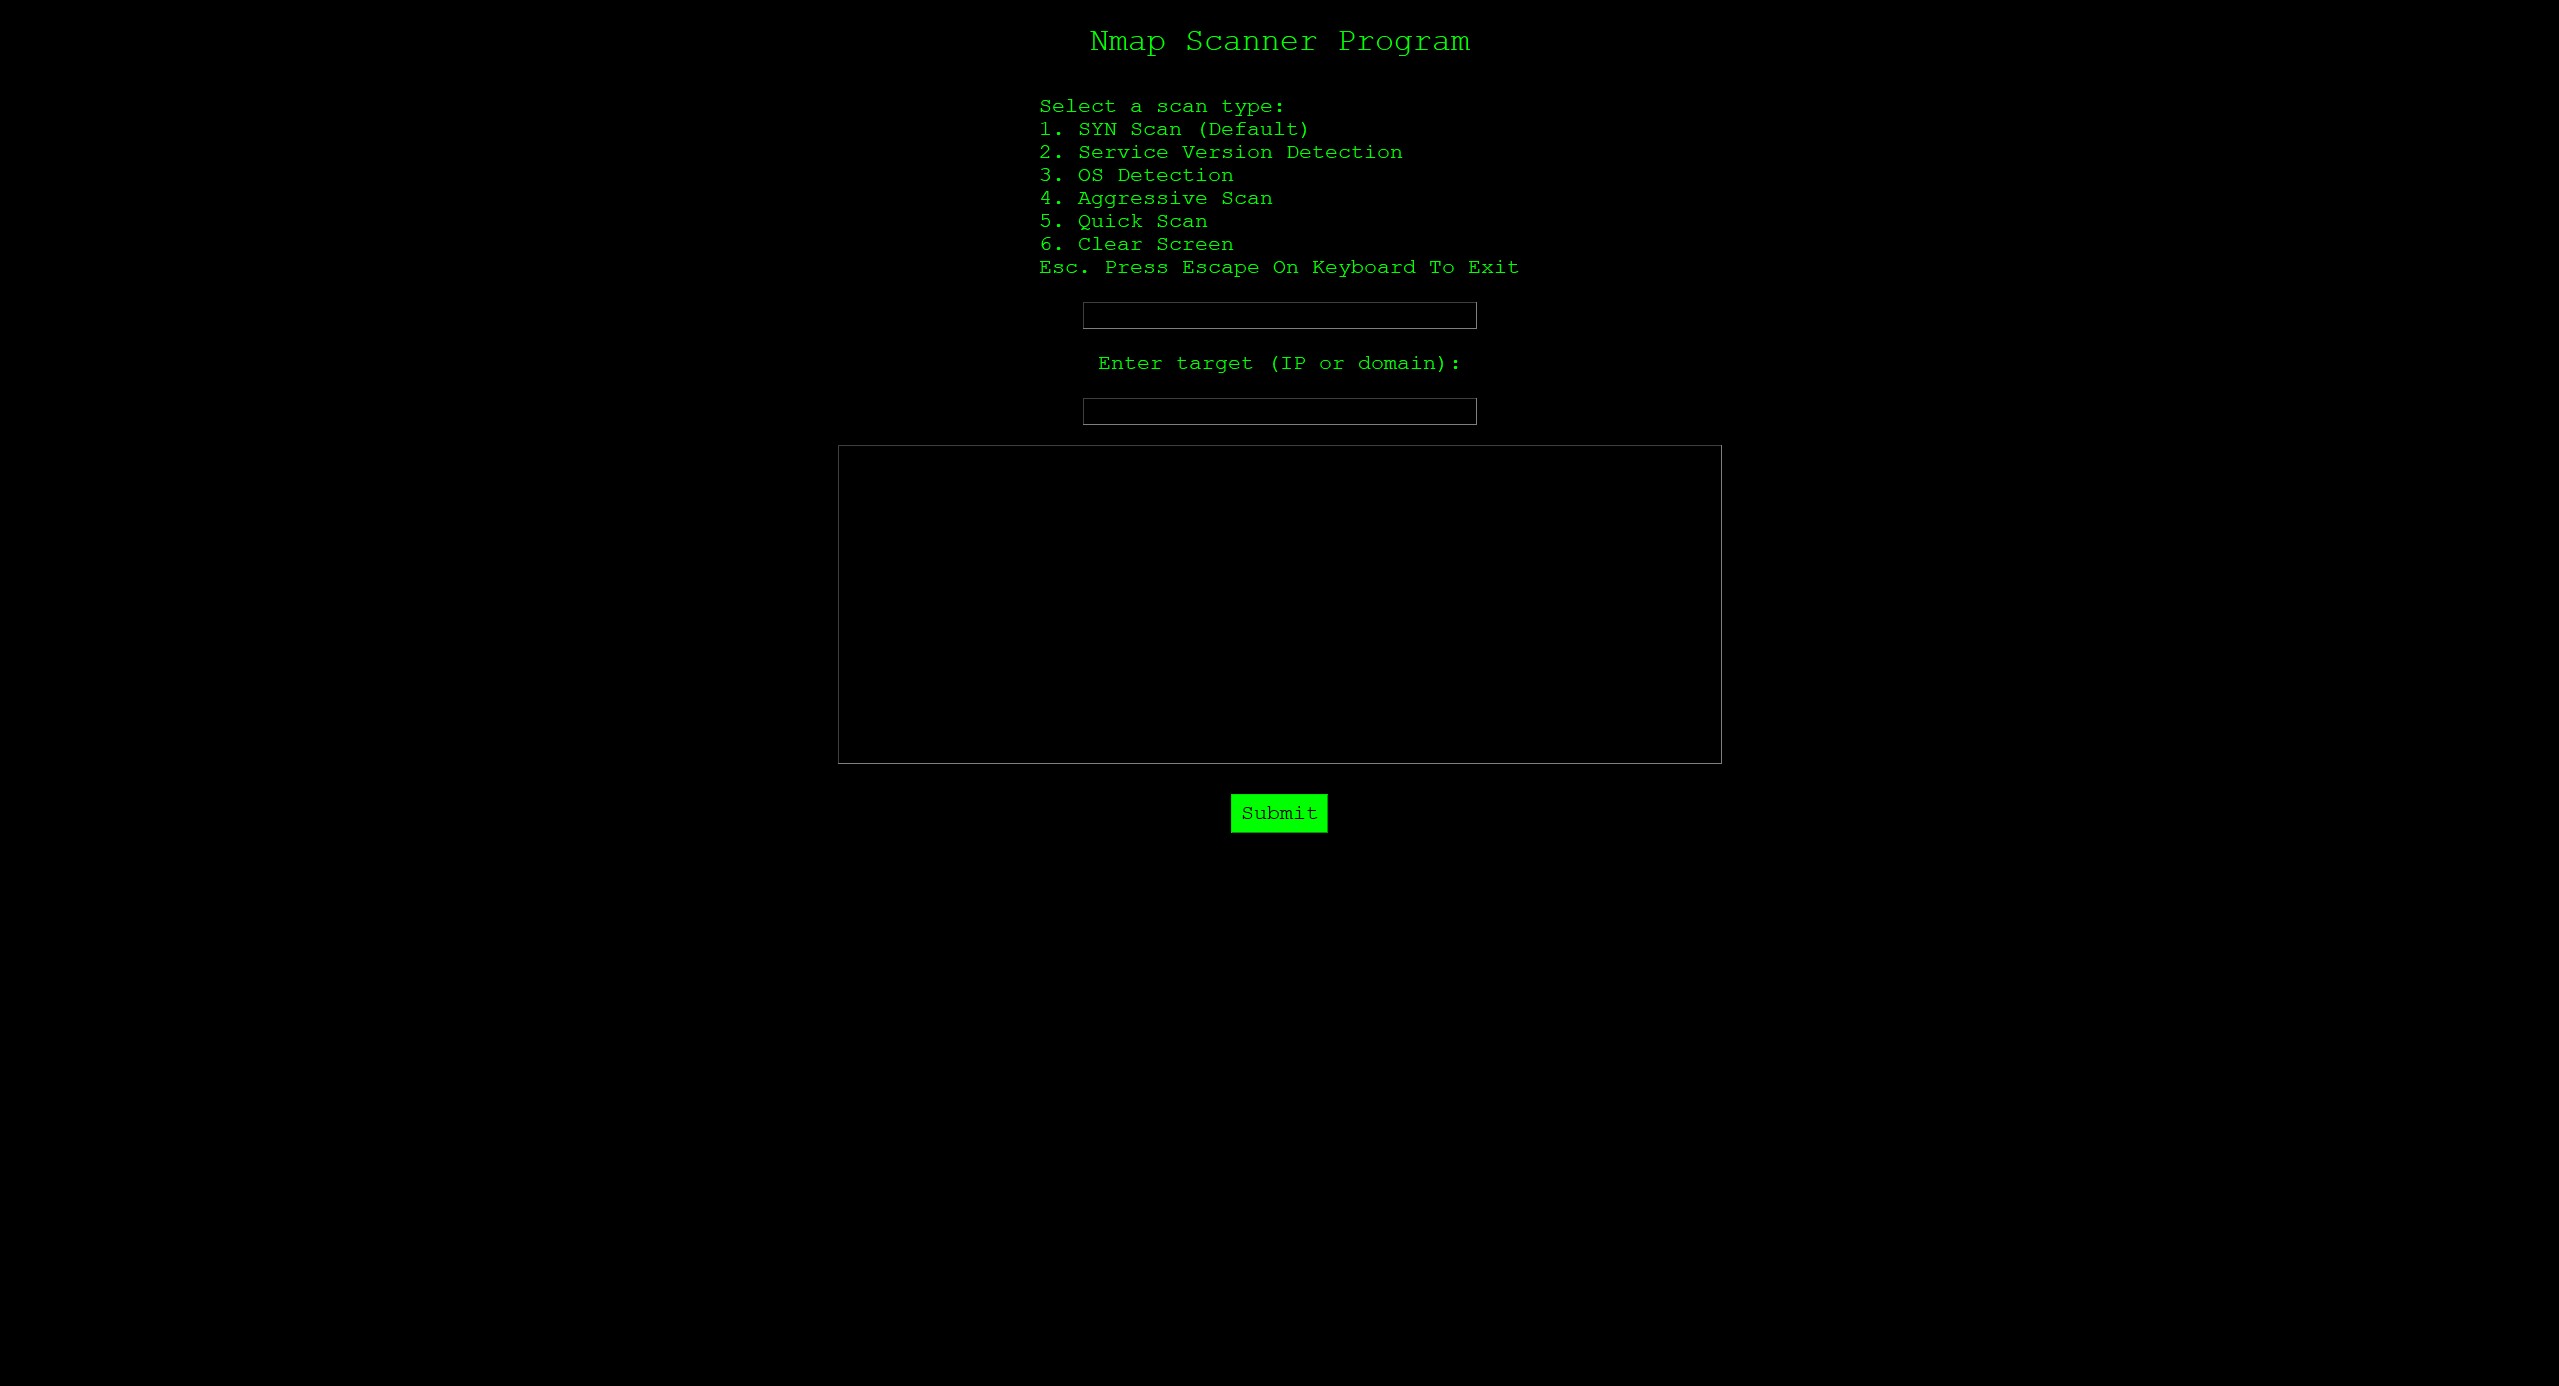 Nmap Scanner Program
Select a scan type:
1. SYN Scan (Default)
2. Service Version Detection
3. OS Detection
4. Aggressive Scan
5. Quick Scan
6. Clear Screen
Esc. Press Escape On Keyboard To Exit
Enter target (IP or domain):
Submit